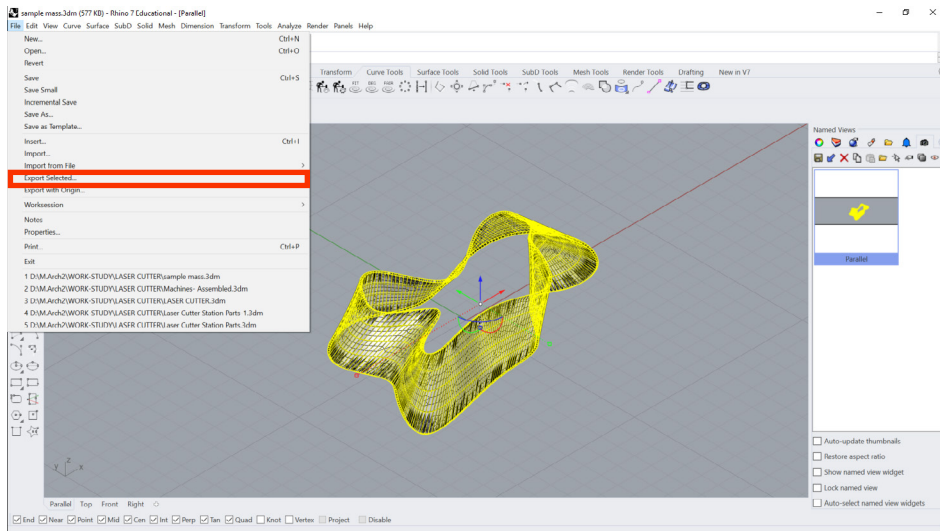 sample mass.3dm (577 KB) - Rhino 7 Educational - [Parallel]
File Edit View Curve Surface SubD Solid Mesh Dimension Transform Tools Analyze Render Panels Help
New... Ctrl+N
Open... Ctrl+O
Revert
Save Ctrl+S
Save Small
Incremental Save
Save As...
Save as Template...
Insert... Ctrl+I
Import...
Import from File
Export Selected...
Export with Origin...
Worksession
Notes
Properties...
Print... Ctrl+P
Exit
1 D:\M.Arch2\WORK-STUDY\LASER CUTTER\sample mass.3dm
2 D:\M.Arch2\WORK-STUDY\LASER CUTTER\Machines- Assembled.3dm
3 D:\M.Arch2\WORK-STUDY\LASER CUTTER\LASER CUTTER.3dm
4 D:\M.Arch2\WORK-STUDY\LASER CUTTER\Laser Cutter Station Parts 1.3dm
5 D:\M.Arch2\WORK-STUDY\LASER CUTTER\Laser Cutter Station Parts.3dm
Transform Curve Tools Surface Tools Solid Tools SubD Tools Mesh Tools Render Tools Drafting New in V7
Named Views
Parallel
Auto-update thumbnails
Restore aspect ratio
Show named view widget
Lock named view
Auto-select named view widgets
z
y x
Parallel Top Front Right
End Near Point Mid Cen Int Perp Tan Quad Knot Vertex Project Disable